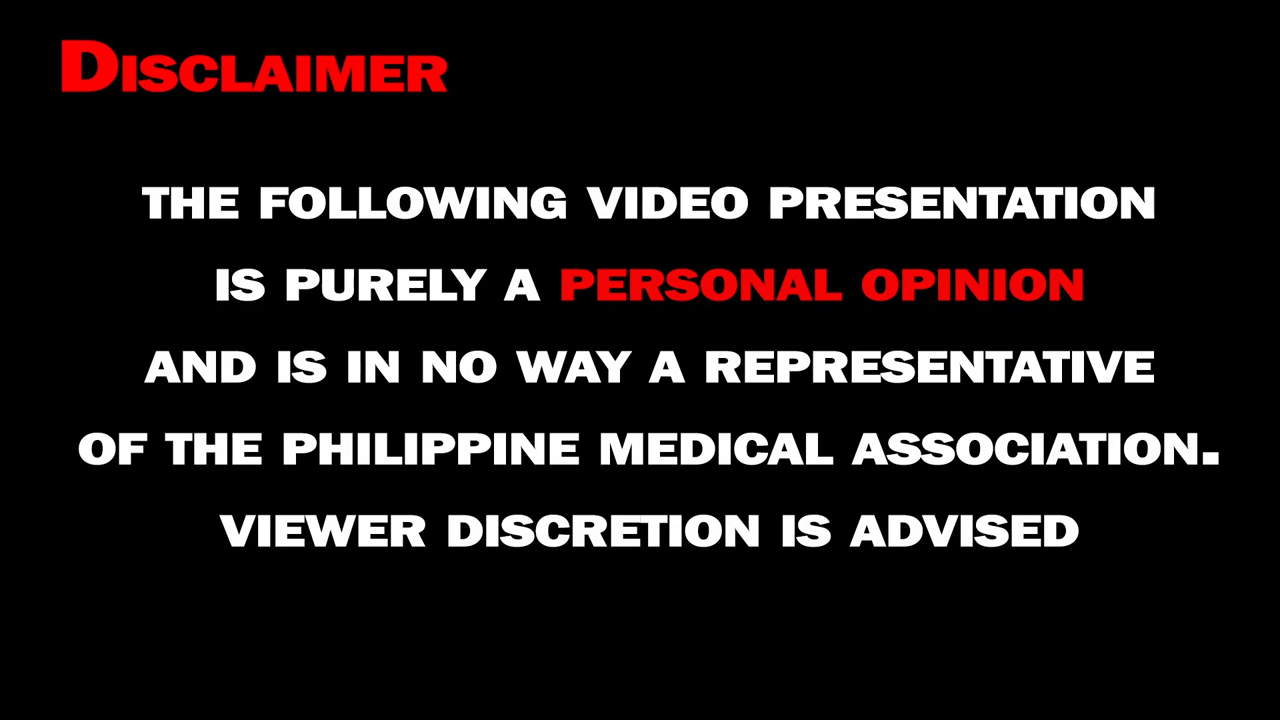 DISCLAIMER
THE FOLLOWING VIDEO PRESENTATION
IS PURELY A PERSONAL OPINION
AND IS IN NO WAY A REPRESENTATIVE
OF THE PHILIPPINE MEDICAL ASSOCIATION.
VIEWER DISCRETION IS ADVISED